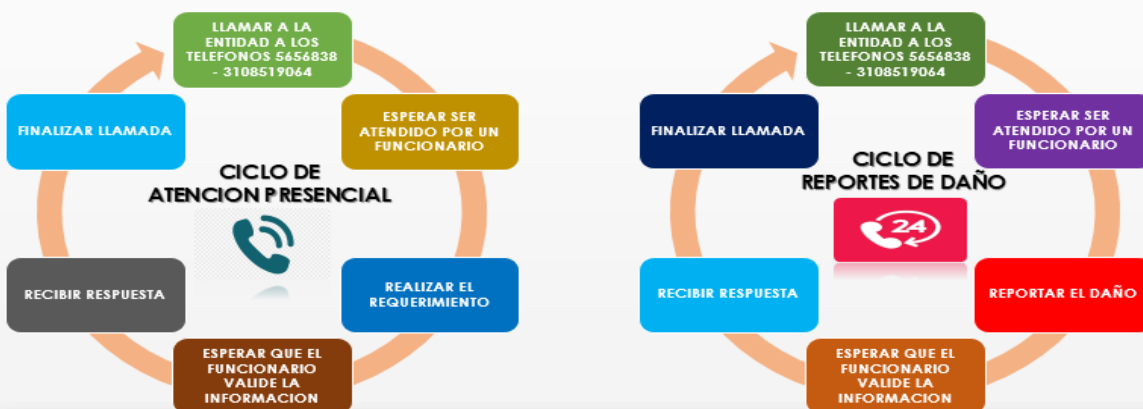 LLAMAR A LA
ENTIDAD A LOS
TELEFONOS 5656838
- 3108519064
ESPERAR SER
ATENDIDO POR UN
FUNCIONARIO
REALIZAR EL
REQUERIMIENTO
ESPERAR QUE EL
FUNCIONARIO
VALIDE LA
INFORMACION
RECIBIR RESPUESTA
FINALIZAR LLAMADA
CICLO DE
ATENCION PRESENCIAL
LLAMAR A LA
ENTIDAD A LOS
TELEFONOS 5656838
- 3108519064
ESPERAR SER
ATENDIDO POR UN
FUNCIONARIO
REPORTAR EL DAÑO
ESPERAR QUE EL
FUNCIONARIO
VALIDE LA
INFORMACION
RECIBIR RESPUESTA
FINALIZAR LLAMADA
CICLO DE
REPORTES DE DAÑO
24